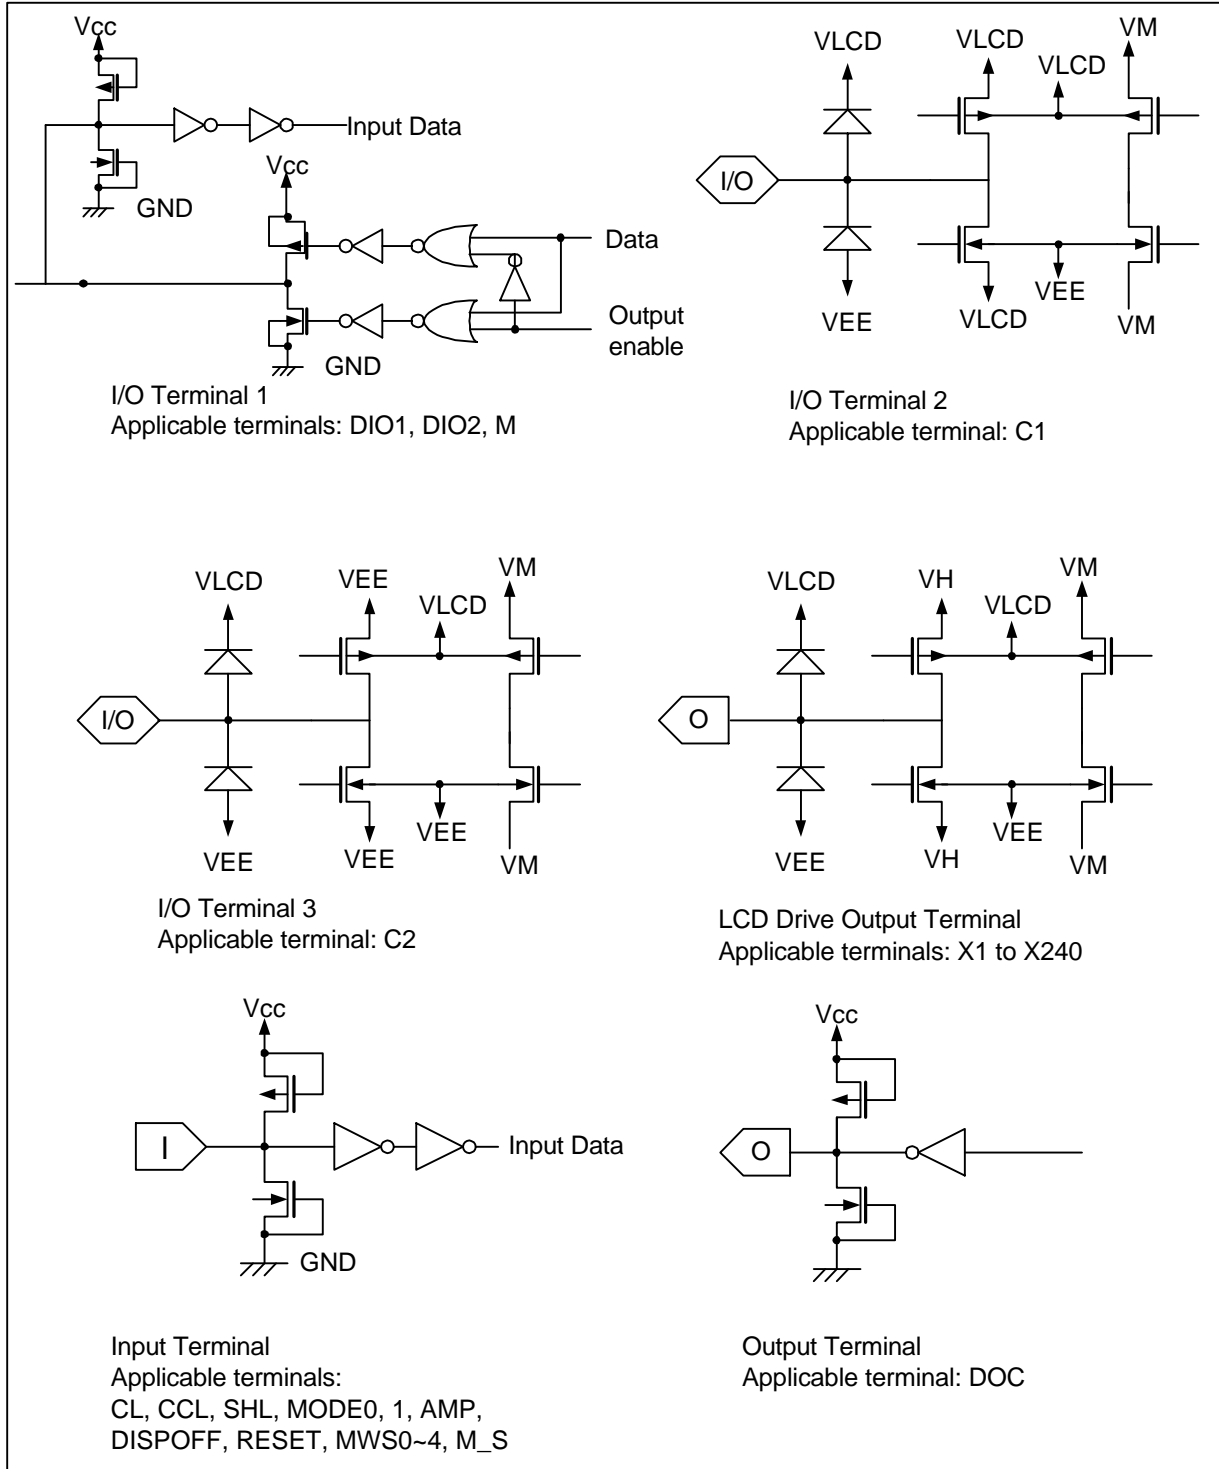 Vcc
Input Data
GND
Vcc
Data
Output
enable
GND
I/O Terminal 1
Applicable terminals: DIO1, DIO2, M
VLCD
VLCD
VM
VLCD
I/O
VEE
VEE
VLCD
VM
I/O Terminal 2
Applicable terminal: C1
VLCD
VEE
VM
VLCD
I/O
VEE
VEE
VEE
VM
I/O Terminal 3
Applicable terminal: C2
VLCD
VH
VM
VLCD
O
VEE
VEE
VH
VM
LCD Drive Output Terminal
Applicable terminals: X1 to X240
Vcc
I
Input Data
GND
Input Terminal
Applicable terminals:
CL, CCL, SHL, MODE0, 1, AMP,
DISPOFF, RESET, MWS0~4, M_S
Vcc
O
Output Terminal
Applicable terminal: DOC